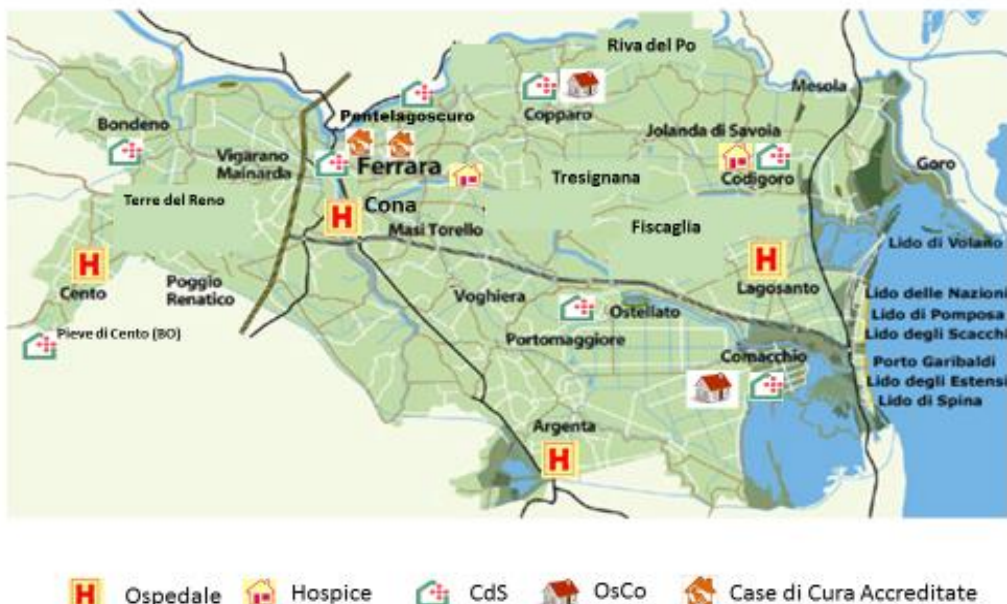 Riva del Po
Mesola
Copparo
Pontelagoscuro
Bondeno
Jolanda di Savoia
Goro
Vigarano
Mainarda
Ferrara
Codigoro
Tresignana
Terre del Reno
Cona
Masi Torello
Fiscaglia
Lido di Volano
H
H
H
Cento
Poggio
Renatico
Lagosanto
Voghiera
Lido delle Nazioni
Ostellato
Lido di Pomposa
Pieve di Cento (BO)
Lido degli Scacchi
Portomaggiore
Comacchio
Porto Garibaldi
Lido degli Estensi
Lido di Spina
Argenta
H
H Ospedale Hospice CdS OsCo Case di Cura Accreditate